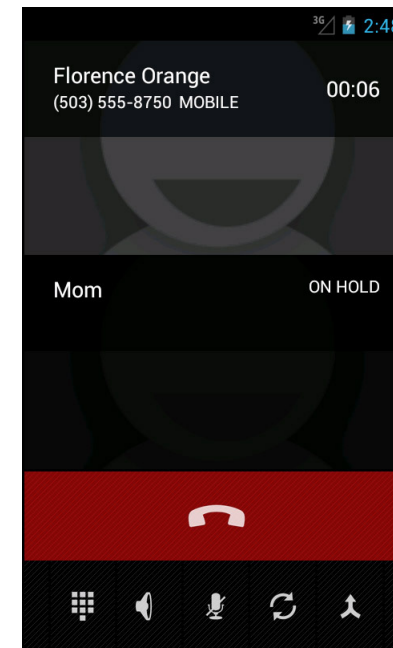 3G 2:48
Florence Orange
(503) 555-8750 MOBILE
00:06
Mom
ON HOLD